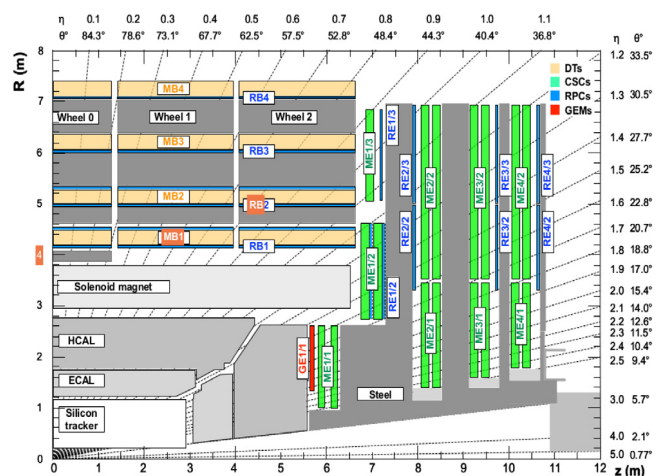 η 0.1 0.2 0.3 0.4 0.5 0.6 0.7 0.8 0.9 1.0 1.1
θ° 84.3° 78.6° 73.1° 67.7° 62.5° 57.5° 52.8° 48.4° 44.3° 40.4° 36.8° η θ°
R (m)
8
7
6
5
4
3
2
1
0
1.2 33.5°
1.3 30.5°
1.4 27.7°
1.5 25.2°
1.6 22.8°
1.7 20.7°
1.8 18.8°
1.9 17.0°
2.0 15.4°
2.1 14.0°
2.2 12.6°
2.3 11.5°
2.4 10.4°
2.5 9.4°
3.0 5.7°
4.0 2.1°
5.0 0.77°
DTs
CSCs
RPCs
GEMs
MB4
RB4
Wheel 0 Wheel 1 Wheel 2
MB3
RB3
MB2
RB2
MB1
RB1
Solenoid magnet
HCAL
ECAL
Silicon
tracker
Steel
GE1/1
ME1/1
ME1/2
ME1/3
RE1/3
RE1/2
RE2/3
RE2/2
ME2/2
ME2/1
ME3/2
ME3/1
RE3/3
RE3/2
ME4/2
ME4/1
RE4/3
RE4/2
0 1 2 3 4 5 6 7 8 9 10 11 12 z (m)